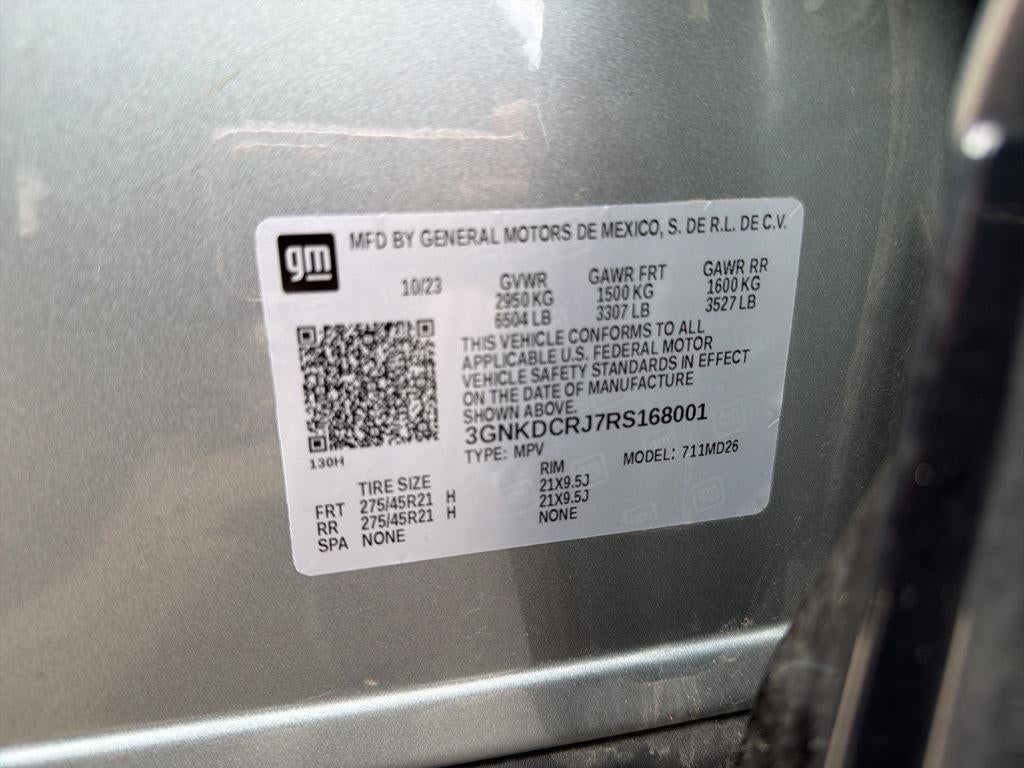 gm
MFD BY GENERAL MOTORS DE MEXICO, S. DE R.L. DE C.V.
10/23 GVWR GAWR FRT GAWR RR
2950 KG 1500 KG 1600 KG
6504 LB 3307 LB 3527 LB
THIS VEHICLE CONFORMS TO ALL
APPLICABLE U.S. FEDERAL MOTOR
VEHICLE SAFETY STANDARDS IN EFFECT
ON THE DATE OF MANUFACTURE
SHOWN ABOVE.
3GNKDCRJ7RS168001
130H TYPE: MPV MODEL: 711MD26
TIRE SIZE RIM
FRT 275/45R21 H 21X9.5J
RR 275/45R21 H 21X9.5J
SPA NONE NONE